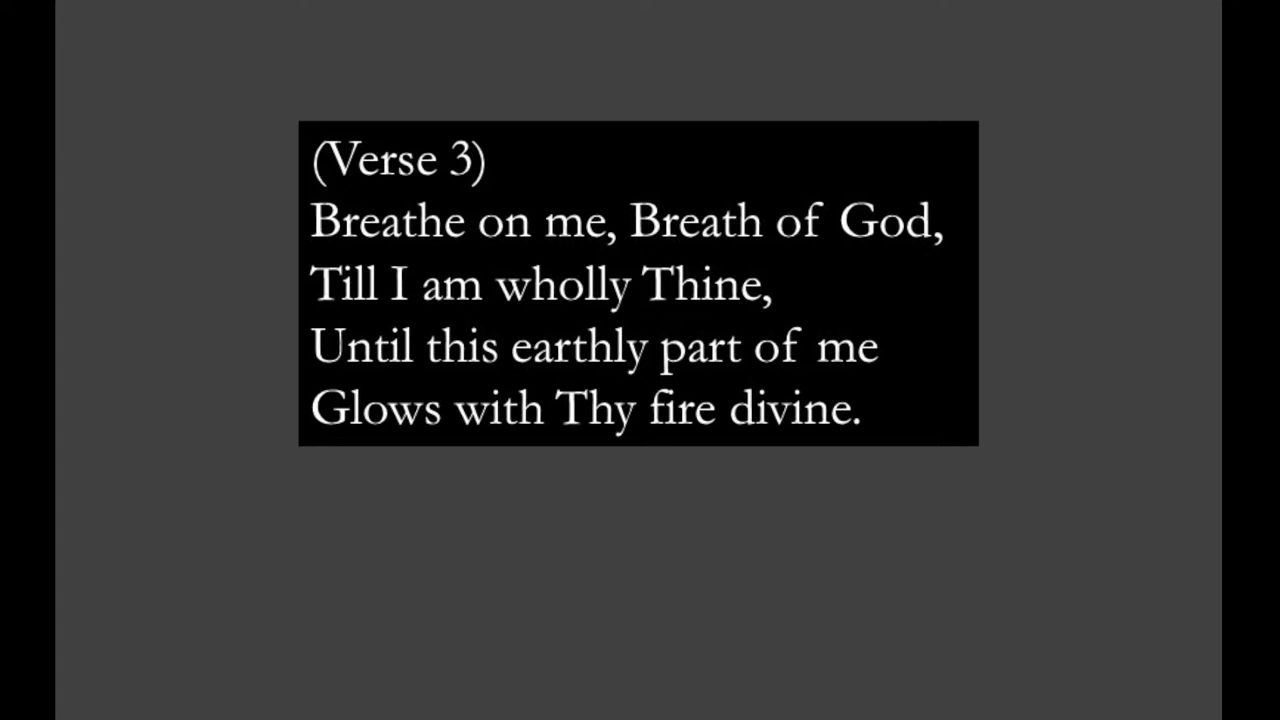 (Verse 3)
Breathe on me, Breath of God,
Till I am wholly Thine,
Until this earthly part of me
Glows with Thy fire divine.